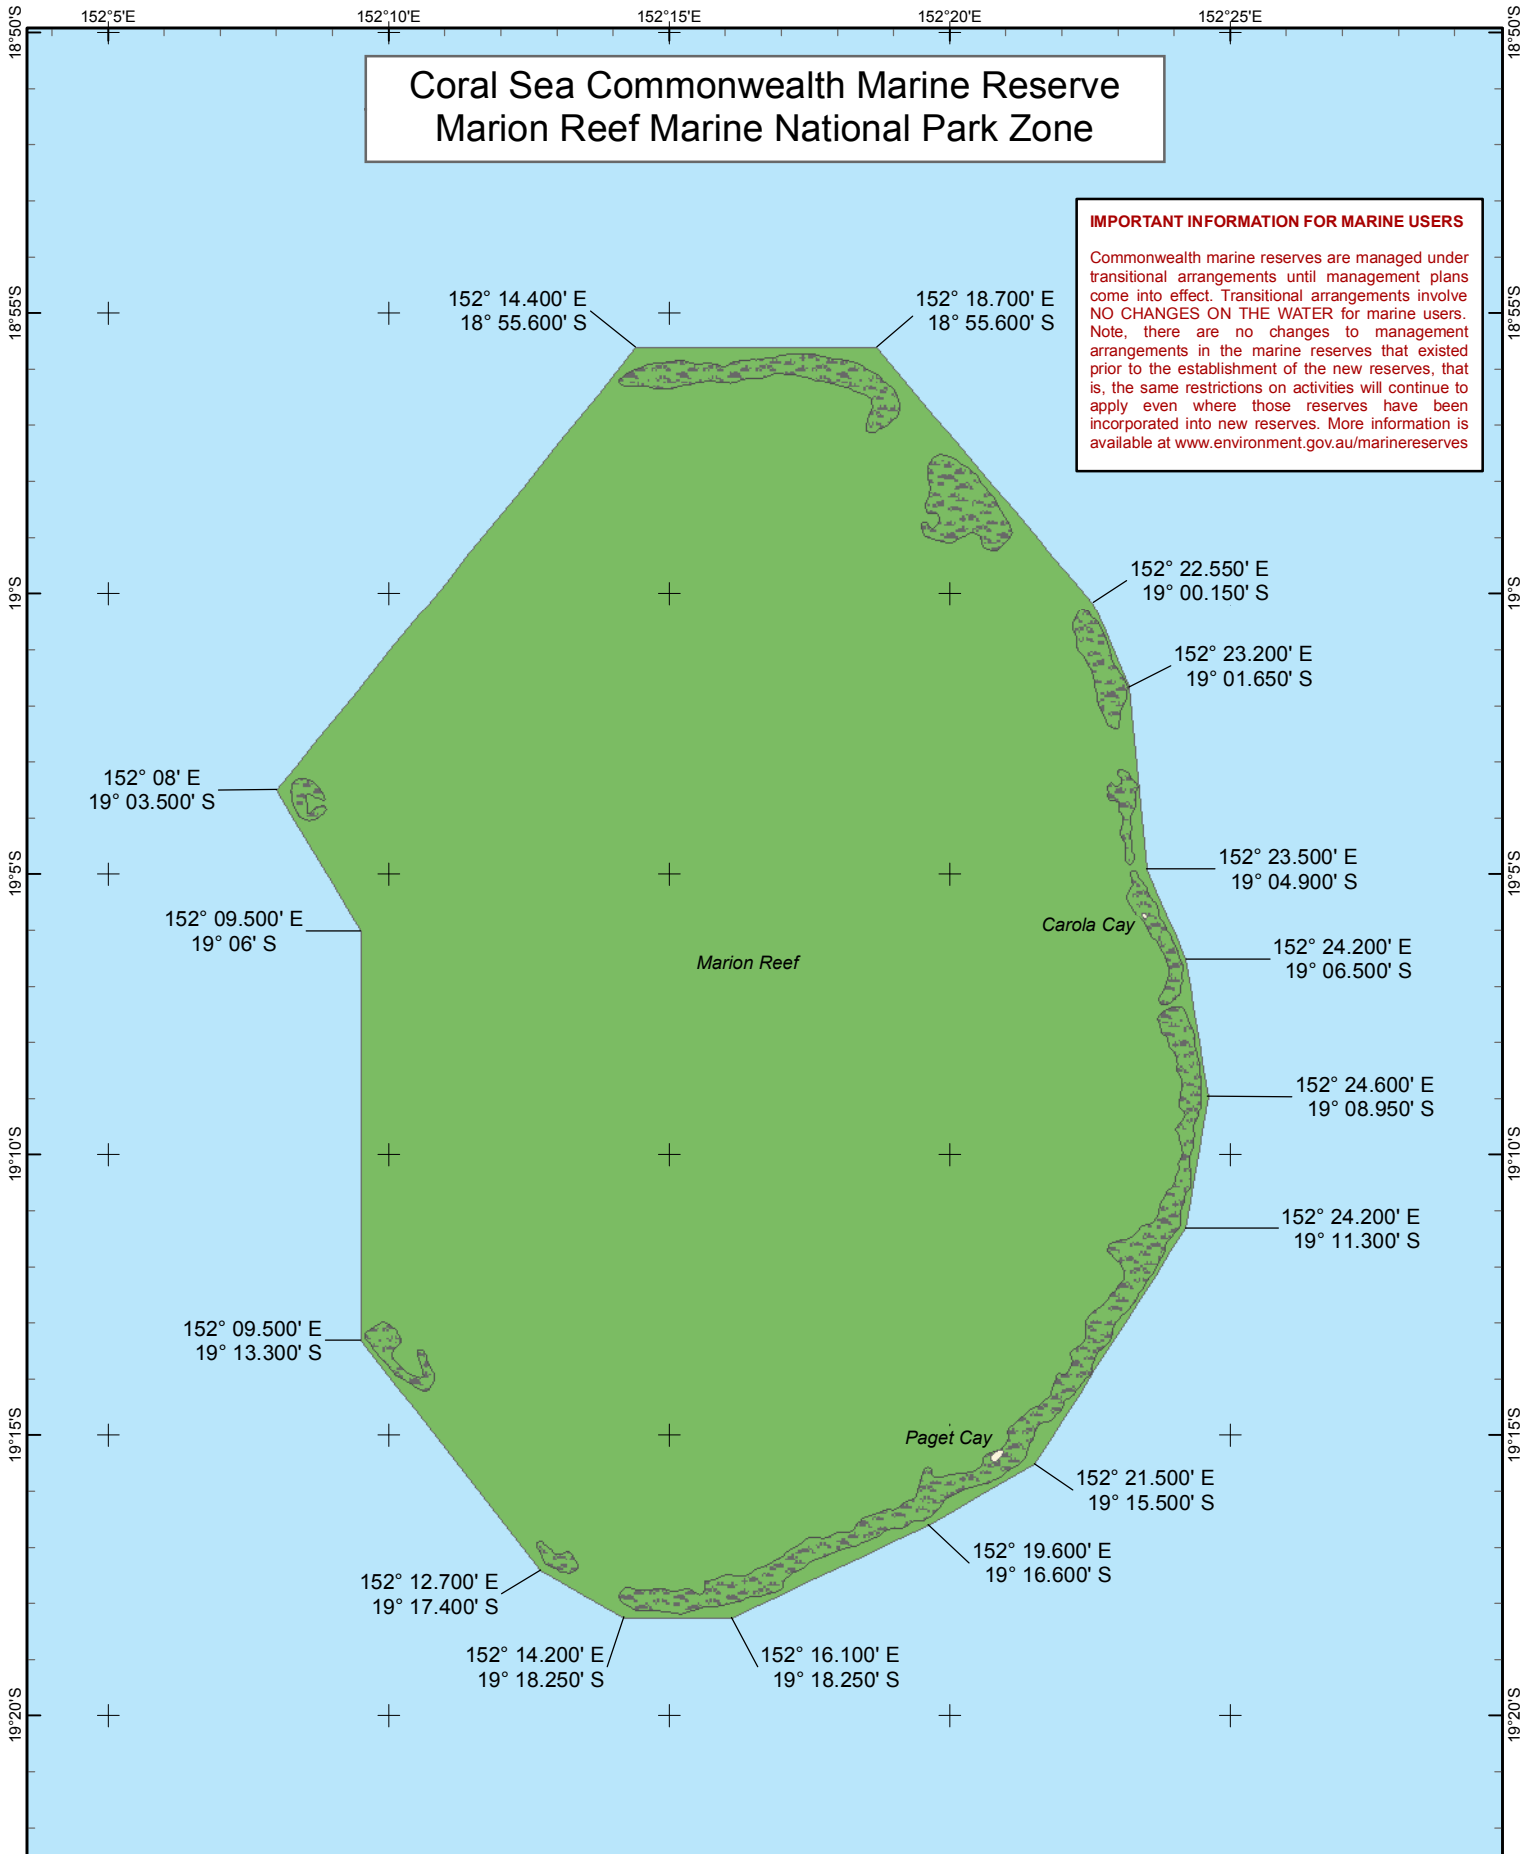 152°5'E
152°10'E
152°15'E
152°20'E
152°25'E
18°50'S
18°50'S
Coral Sea Commonwealth Marine Reserve
Marion Reef Marine National Park Zone
IMPORTANT INFORMATION FOR MARINE USERS
Commonwealth marine reserves are managed under
transitional arrangements until management plans
come into effect. Transitional arrangements involve
NO CHANGES ON THE WATER for marine users.
Note, there are no changes to management
arrangements in the marine reserves that existed
prior to the establishment of the new reserves, that
is, the same restrictions on activities will continue to
apply even where those reserves have been
incorporated into new reserves. More information is
available at www.environment.gov.au/marinereserves
18°55'S
152° 14.400' E
18° 55.600' S
152° 18.700' E
18° 55.600' S
18°55'S
19°S
152° 22.550' E
19° 00.150' S
19°S
152° 23.200' E
19° 01.650' S
152° 08' E
19° 03.500' S
19°5'S
152° 23.500' E
19° 04.900' S
19°5'S
152° 09.500' E
19° 06' S
Carola Cay
Marion Reef
152° 24.200' E
19° 06.500' S
152° 24.600' E
19° 08.950' S
19°10'S
19°10'S
152° 24.200' E
19° 11.300' S
152° 09.500' E
19° 13.300' S
19°15'S
Paget Cay
19°15'S
152° 21.500' E
19° 15.500' S
152° 19.600' E
19° 16.600' S
152° 12.700' E
19° 17.400' S
152° 14.200' E
19° 18.250' S
152° 16.100' E
19° 18.250' S
19°20'S
19°20'S